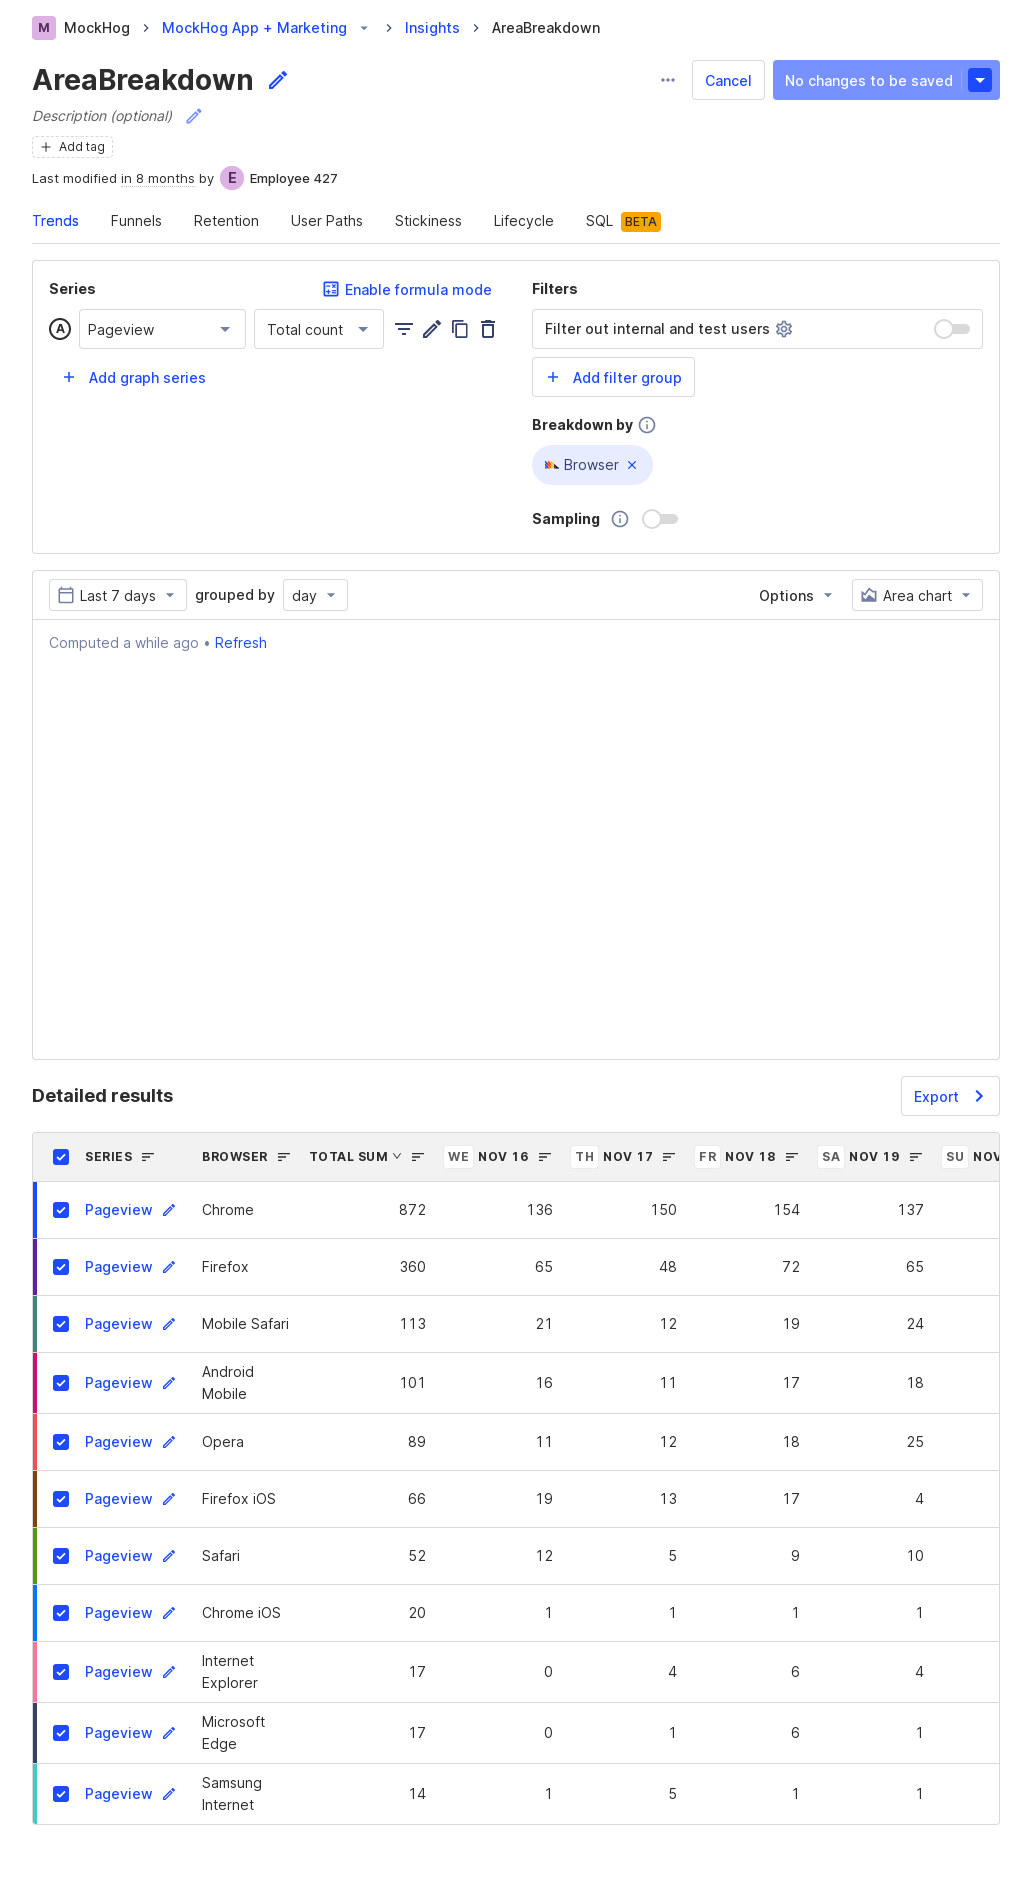 M MockHog MockHog App + Marketing Insights AreaBreakdown
AreaBreakdown
Cancel No changes to be saved
Description (optional)
Add tag
Last modified in 8 months by E Employee 427
Trends Funnels Retention User Paths Stickiness Lifecycle SQL BETA
Series Enable formula mode
A Pageview Total count
Add graph series
Filters
Filter out internal and test users
Add filter group
Breakdown by
Browser
Sampling
Last 7 days grouped by day Options Area chart
Computed a while ago • Refresh
Detailed results Export
SERIES BROWSER TOTAL SUM WE NOV 16 TH NOV 17 FR NOV 18 SA NOV 19 SU NOV
Pageview Chrome 872 136 150 154 137
Pageview Firefox 360 65 48 72 65
Pageview Mobile Safari 113 21 12 19 24
Pageview Android Mobile 101 16 11 17 18
Pageview Opera 89 11 12 18 25
Pageview Firefox iOS 66 19 13 17 4
Pageview Safari 52 12 5 9 10
Pageview Chrome iOS 20 1 1 1 1
Pageview Internet Explorer 17 0 4 6 4
Pageview Microsoft Edge 17 0 1 6 1
Pageview Samsung Internet 14 1 5 1 1